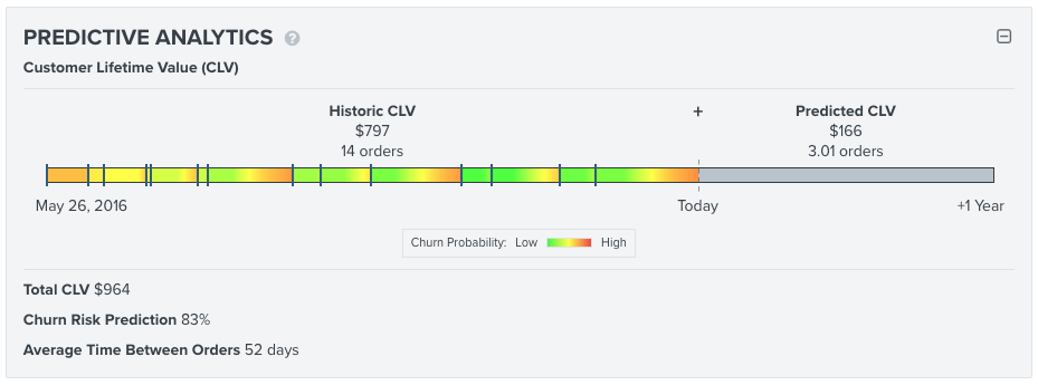 PREDICTIVE ANALYTICS ?
Customer Lifetime Value (CLV)
Historic CLV + Predicted CLV
$797 $166
14 orders 3.01 orders
May 26, 2016 Today +1 Year
Churn Probability: Low High
Total CLV $964
Churn Risk Prediction 83%
Average Time Between Orders 52 days